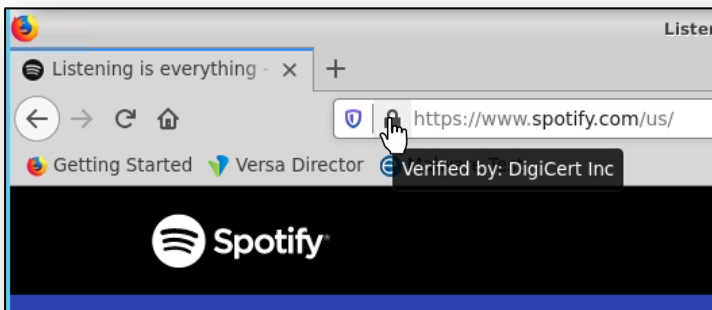 Listen
Listening is everything -
https://www.spotify.com/us/
Getting Started Versa Director
Verified by: DigiCert Inc
Spotify